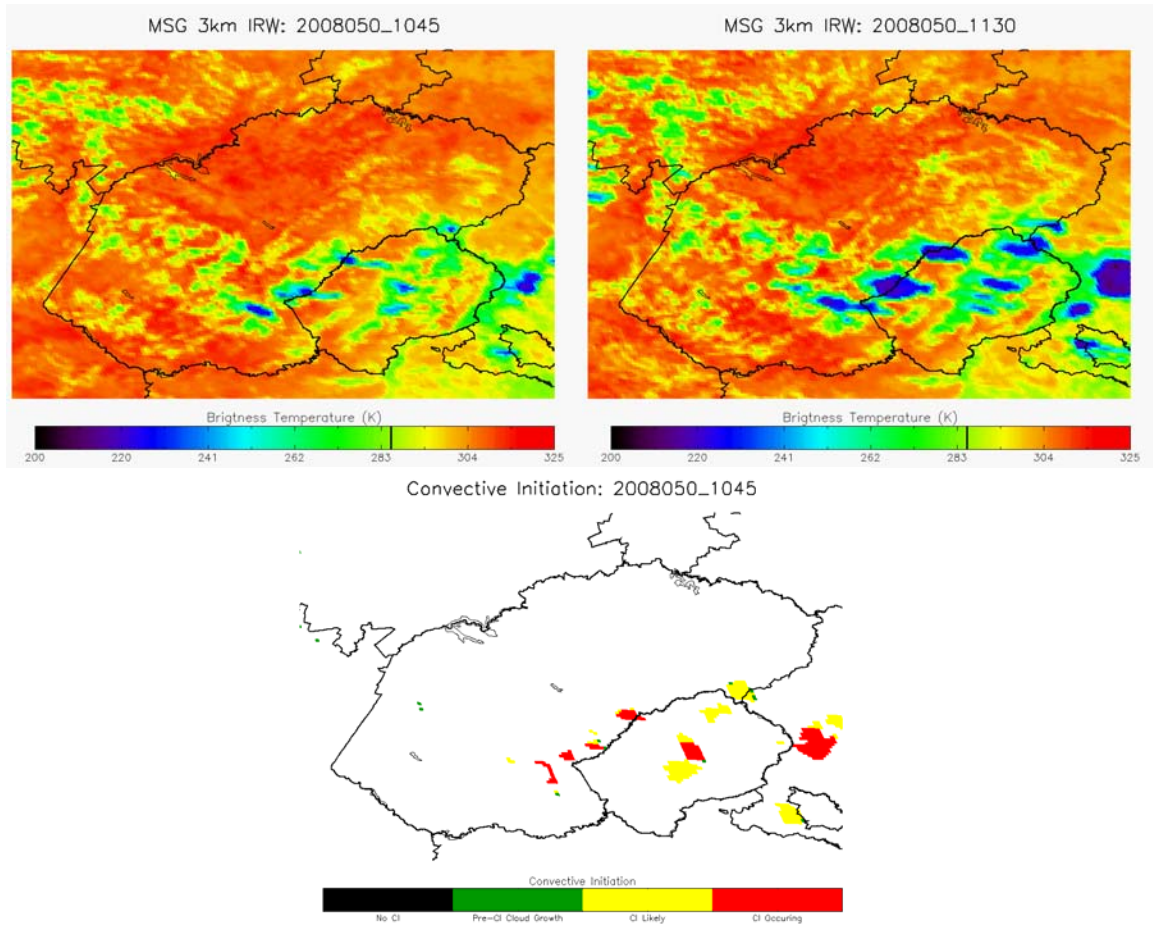 MSG 3km IRW: 2008050_1045
MSG 3km IRW: 2008050_1130
Brigtness Temperature (K)
200 220 241 262 283 304 325
Brigtness Temperature (K)
200 220 241 262 283 304 325
Convective Initiation: 2008050_1045
Convective Initiation
No CI Pre-CI Cloud Growth CI Likely CI Occuring